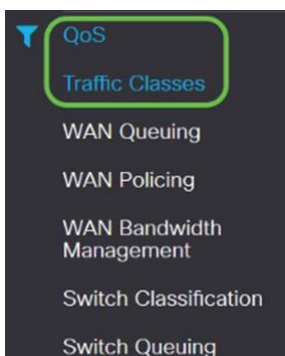 QoS
Traffic Classes
WAN Queuing
WAN Policing
WAN Bandwidth
Management
Switch Classification
Switch Queuing